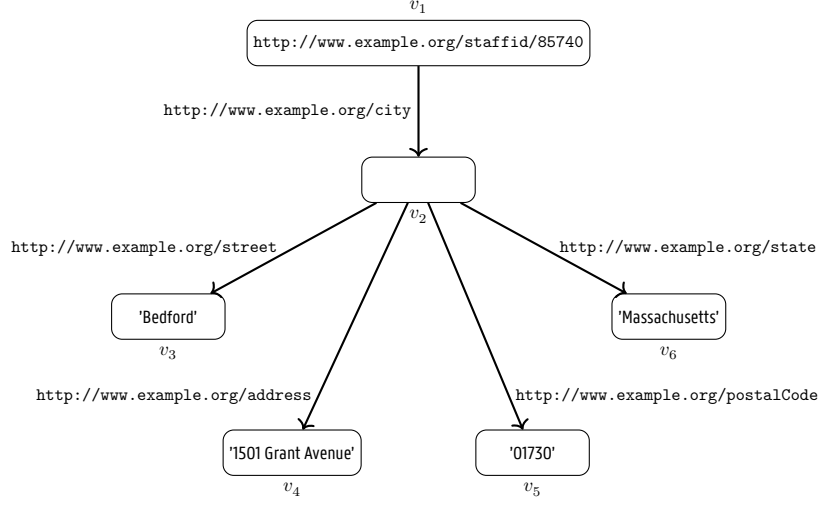 v1
http://www.example.org/staffid/85740
http://www.example.org/city
v2
http://www.example.org/street
http://www.example.org/state
'Bedford'
'Massachusetts'
v3
v6
http://www.example.org/address
http://www.example.org/postalCode
'1501 Grant Avenue'
'01730'
v4
v5